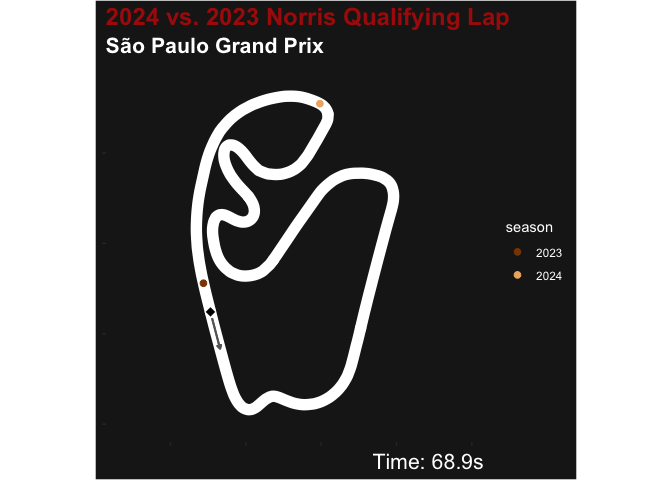 2024 vs. 2023 Norris Qualifying Lap
São Paulo Grand Prix
season
2023
2024
Time: 68.9s